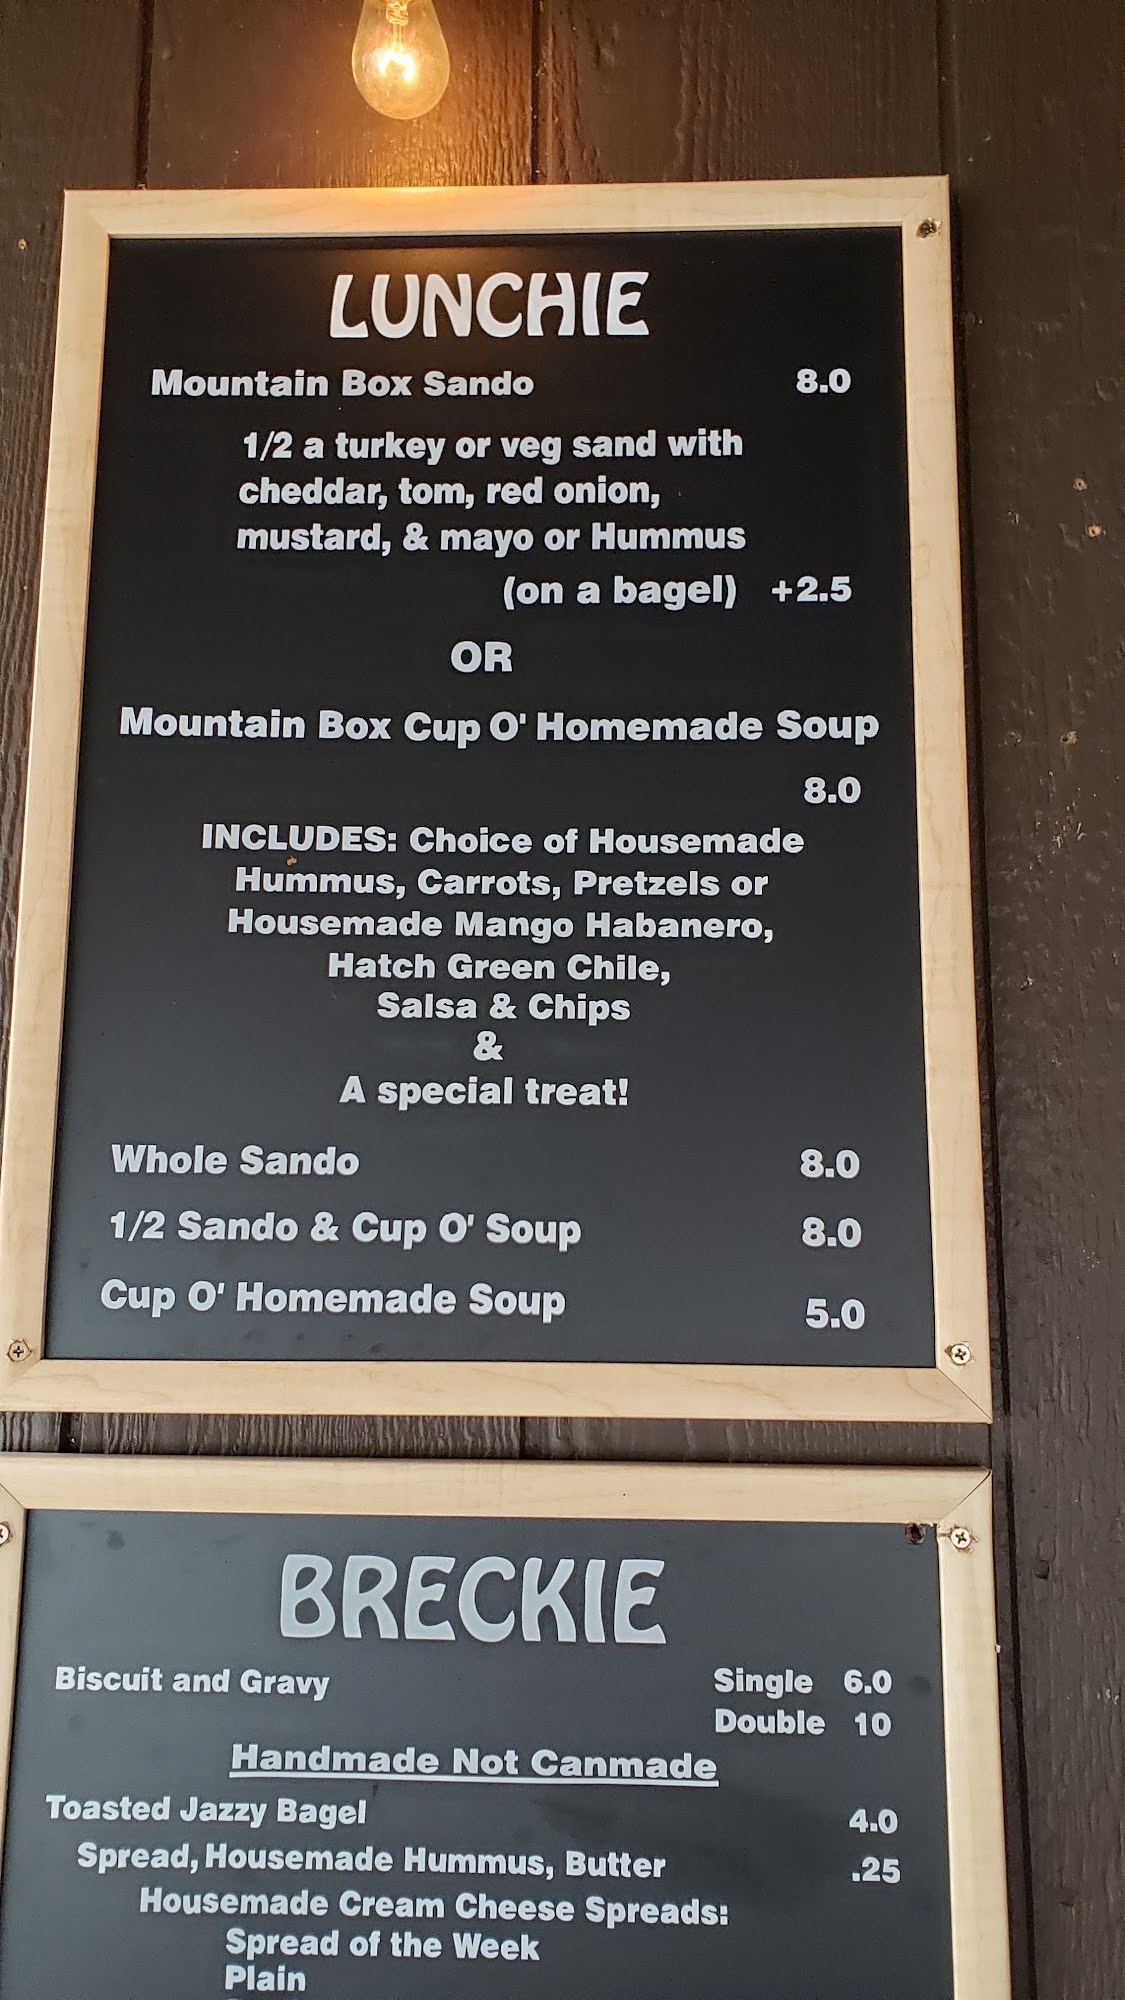 LUNCHIE
Mountain Box Sando 8.0
1/2 a turkey or veg sand with
cheddar, tom, red onion,
mustard, & mayo or Hummus
(on a bagel) +2.5
OR
Mountain Box Cup O' Homemade Soup
8.0
INCLUDES: Choice of Housemade
Hummus, Carrots, Pretzels or
Housemade Mango Habanero,
Hatch Green Chile,
Salsa & Chips
&
A special treat!
Whole Sando 8.0
1/2 Sando & Cup O' Soup 8.0
Cup O' Homemade Soup 5.0
BRECKIE
Biscuit and Gravy Single 6.0
Double 10
Handmade Not Canmade
Toasted Jazzy Bagel 4.0
Spread, Housemade Hummus, Butter .25
Housemade Cream Cheese Spreads:
Spread of the Week
Plain